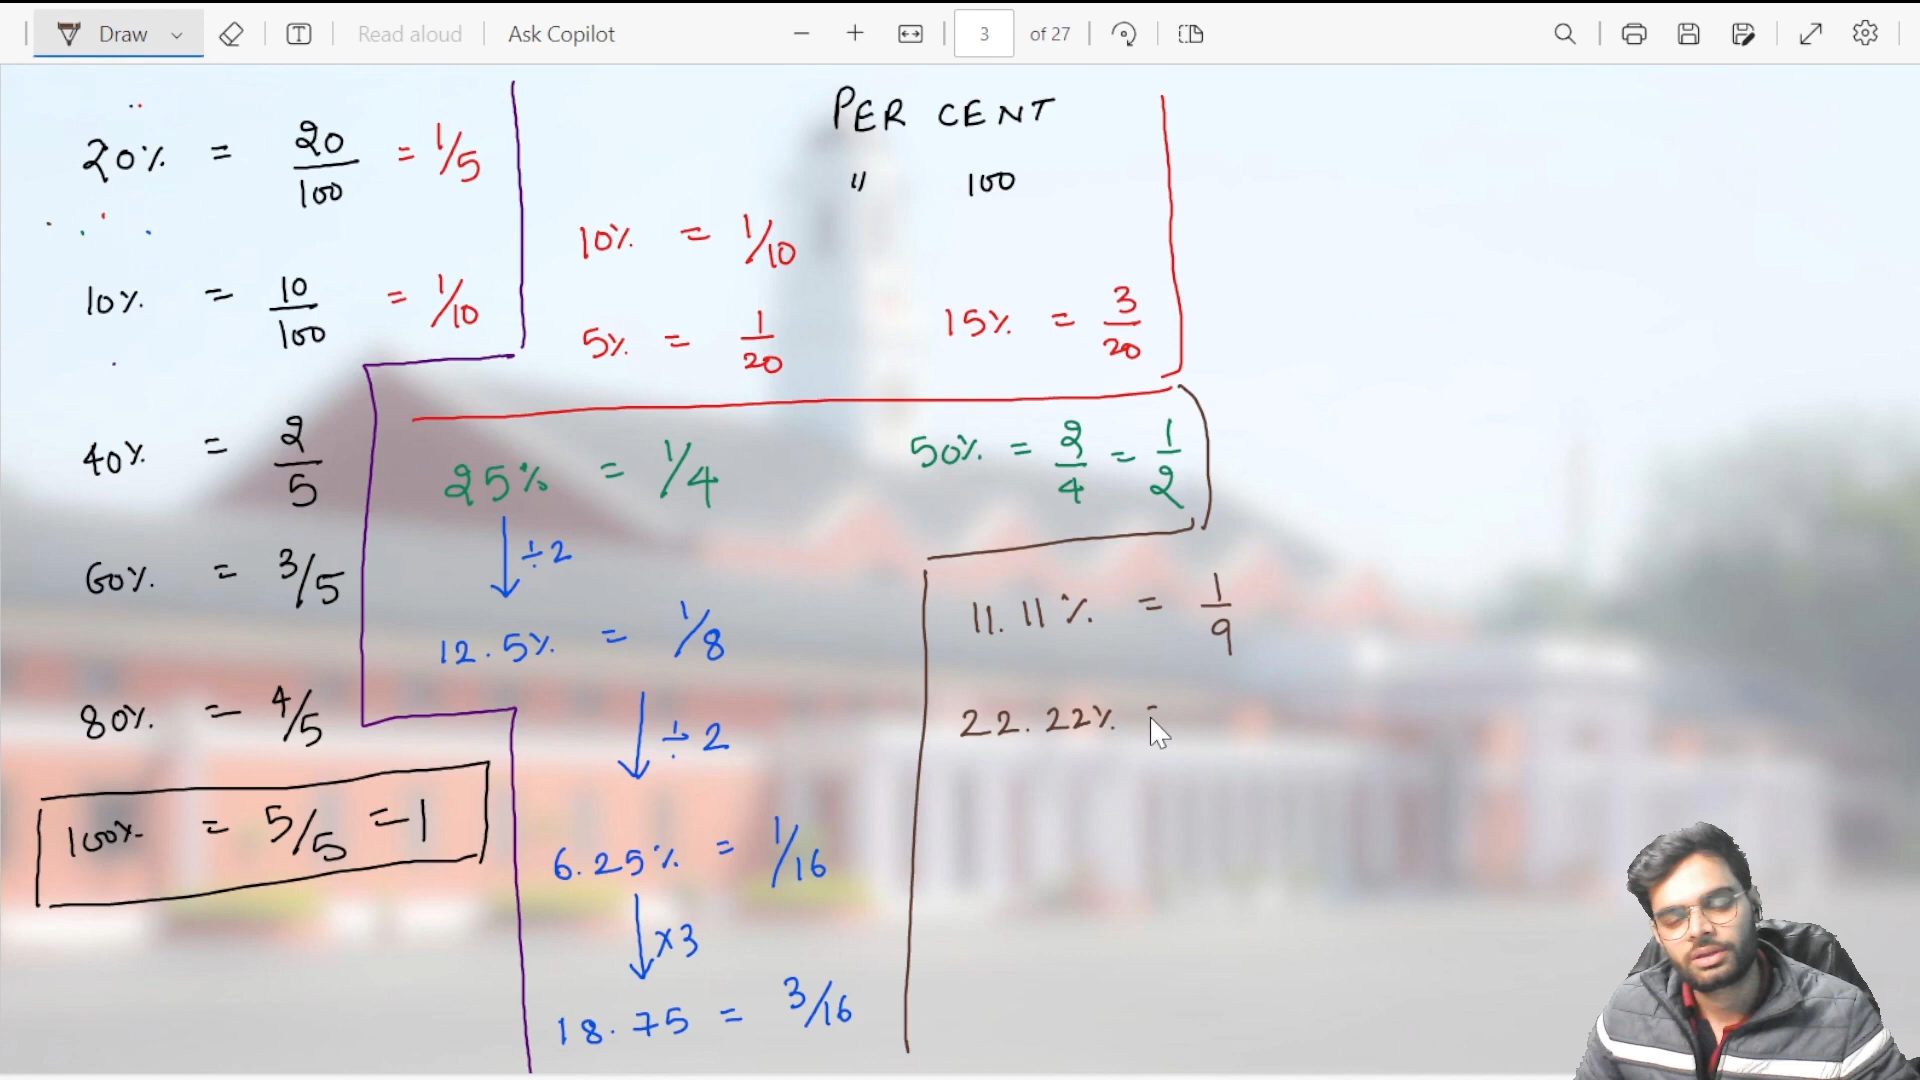 Draw
Read aloud
Ask Copilot
3 of 27
20% = 20/100 = 1/5
10% = 10/100 = 1/10
40% = 2/5
60% = 3/5
80% = 4/5
100% = 5/5 = 1
PER CENT
" 100
10% = 1/10
5% = 1/20
15% = 3/20
25% = 1/4
50% = 2/4 = 1/2
÷2
12.5% = 1/8
÷2
6.25% = 1/16
×3
18.75 = 3/16
11.11% = 1/9
22.22% =